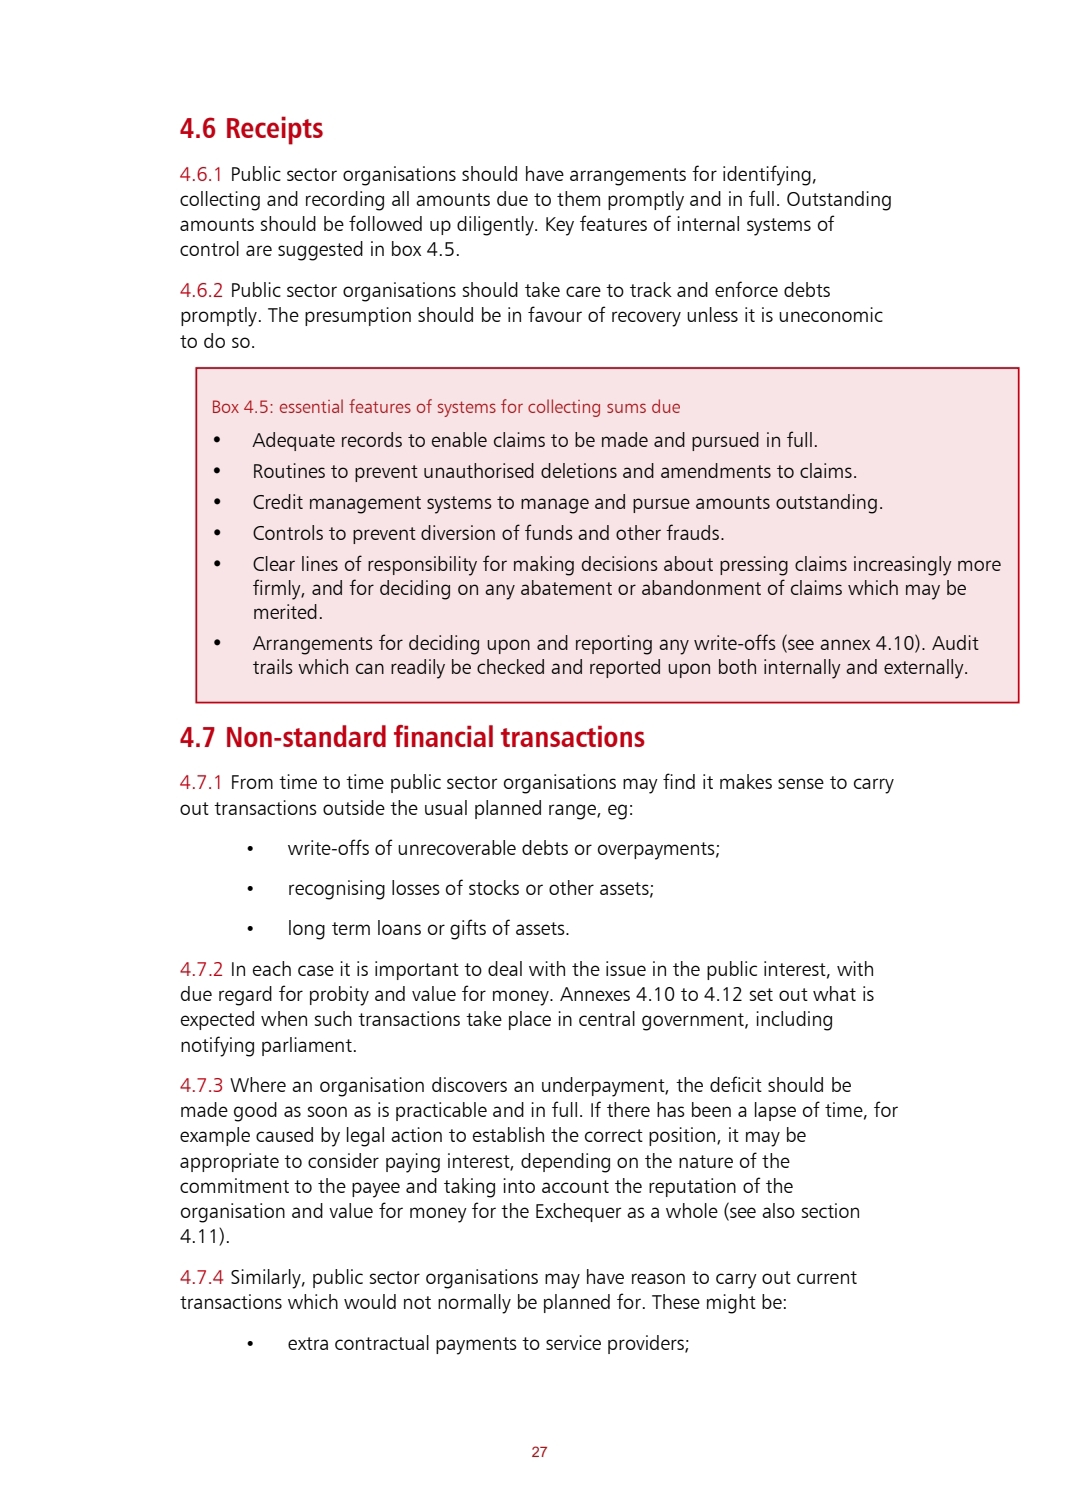 4.6 Receipts
4.6.1 Public sector organisations should have arrangements for identifying,
collecting and recording all amounts due to them promptly and in full. Outstanding
amounts should be followed up diligently. Key features of internal systems of
control are suggested in box 4.5.
4.6.2 Public sector organisations should take care to track and enforce debts
promptly. The presumption should be in favour of recovery unless it is uneconomic
to do so.
Box 4.5: essential features of systems for collecting sums due
• Adequate records to enable claims to be made and pursued in full.
• Routines to prevent unauthorised deletions and amendments to claims.
• Credit management systems to manage and pursue amounts outstanding.
• Controls to prevent diversion of funds and other frauds.
• Clear lines of responsibility for making decisions about pressing claims increasingly more
firmly, and for deciding on any abatement or abandonment of claims which may be
merited.
• Arrangements for deciding upon and reporting any write-offs (see annex 4.10). Audit
trails which can readily be checked and reported upon both internally and externally.
4.7 Non-standard financial transactions
4.7.1 From time to time public sector organisations may find it makes sense to carry
out transactions outside the usual planned range, eg:
• write-offs of unrecoverable debts or overpayments;
• recognising losses of stocks or other assets;
• long term loans or gifts of assets.
4.7.2 In each case it is important to deal with the issue in the public interest, with
due regard for probity and value for money. Annexes 4.10 to 4.12 set out what is
expected when such transactions take place in central government, including
notifying parliament.
4.7.3 Where an organisation discovers an underpayment, the deficit should be
made good as soon as is practicable and in full. If there has been a lapse of time, for
example caused by legal action to establish the correct position, it may be
appropriate to consider paying interest, depending on the nature of the
commitment to the payee and taking into account the reputation of the
organisation and value for money for the Exchequer as a whole (see also section
4.11).
4.7.4 Similarly, public sector organisations may have reason to carry out current
transactions which would not normally be planned for. These might be:
• extra contractual payments to service providers;
27